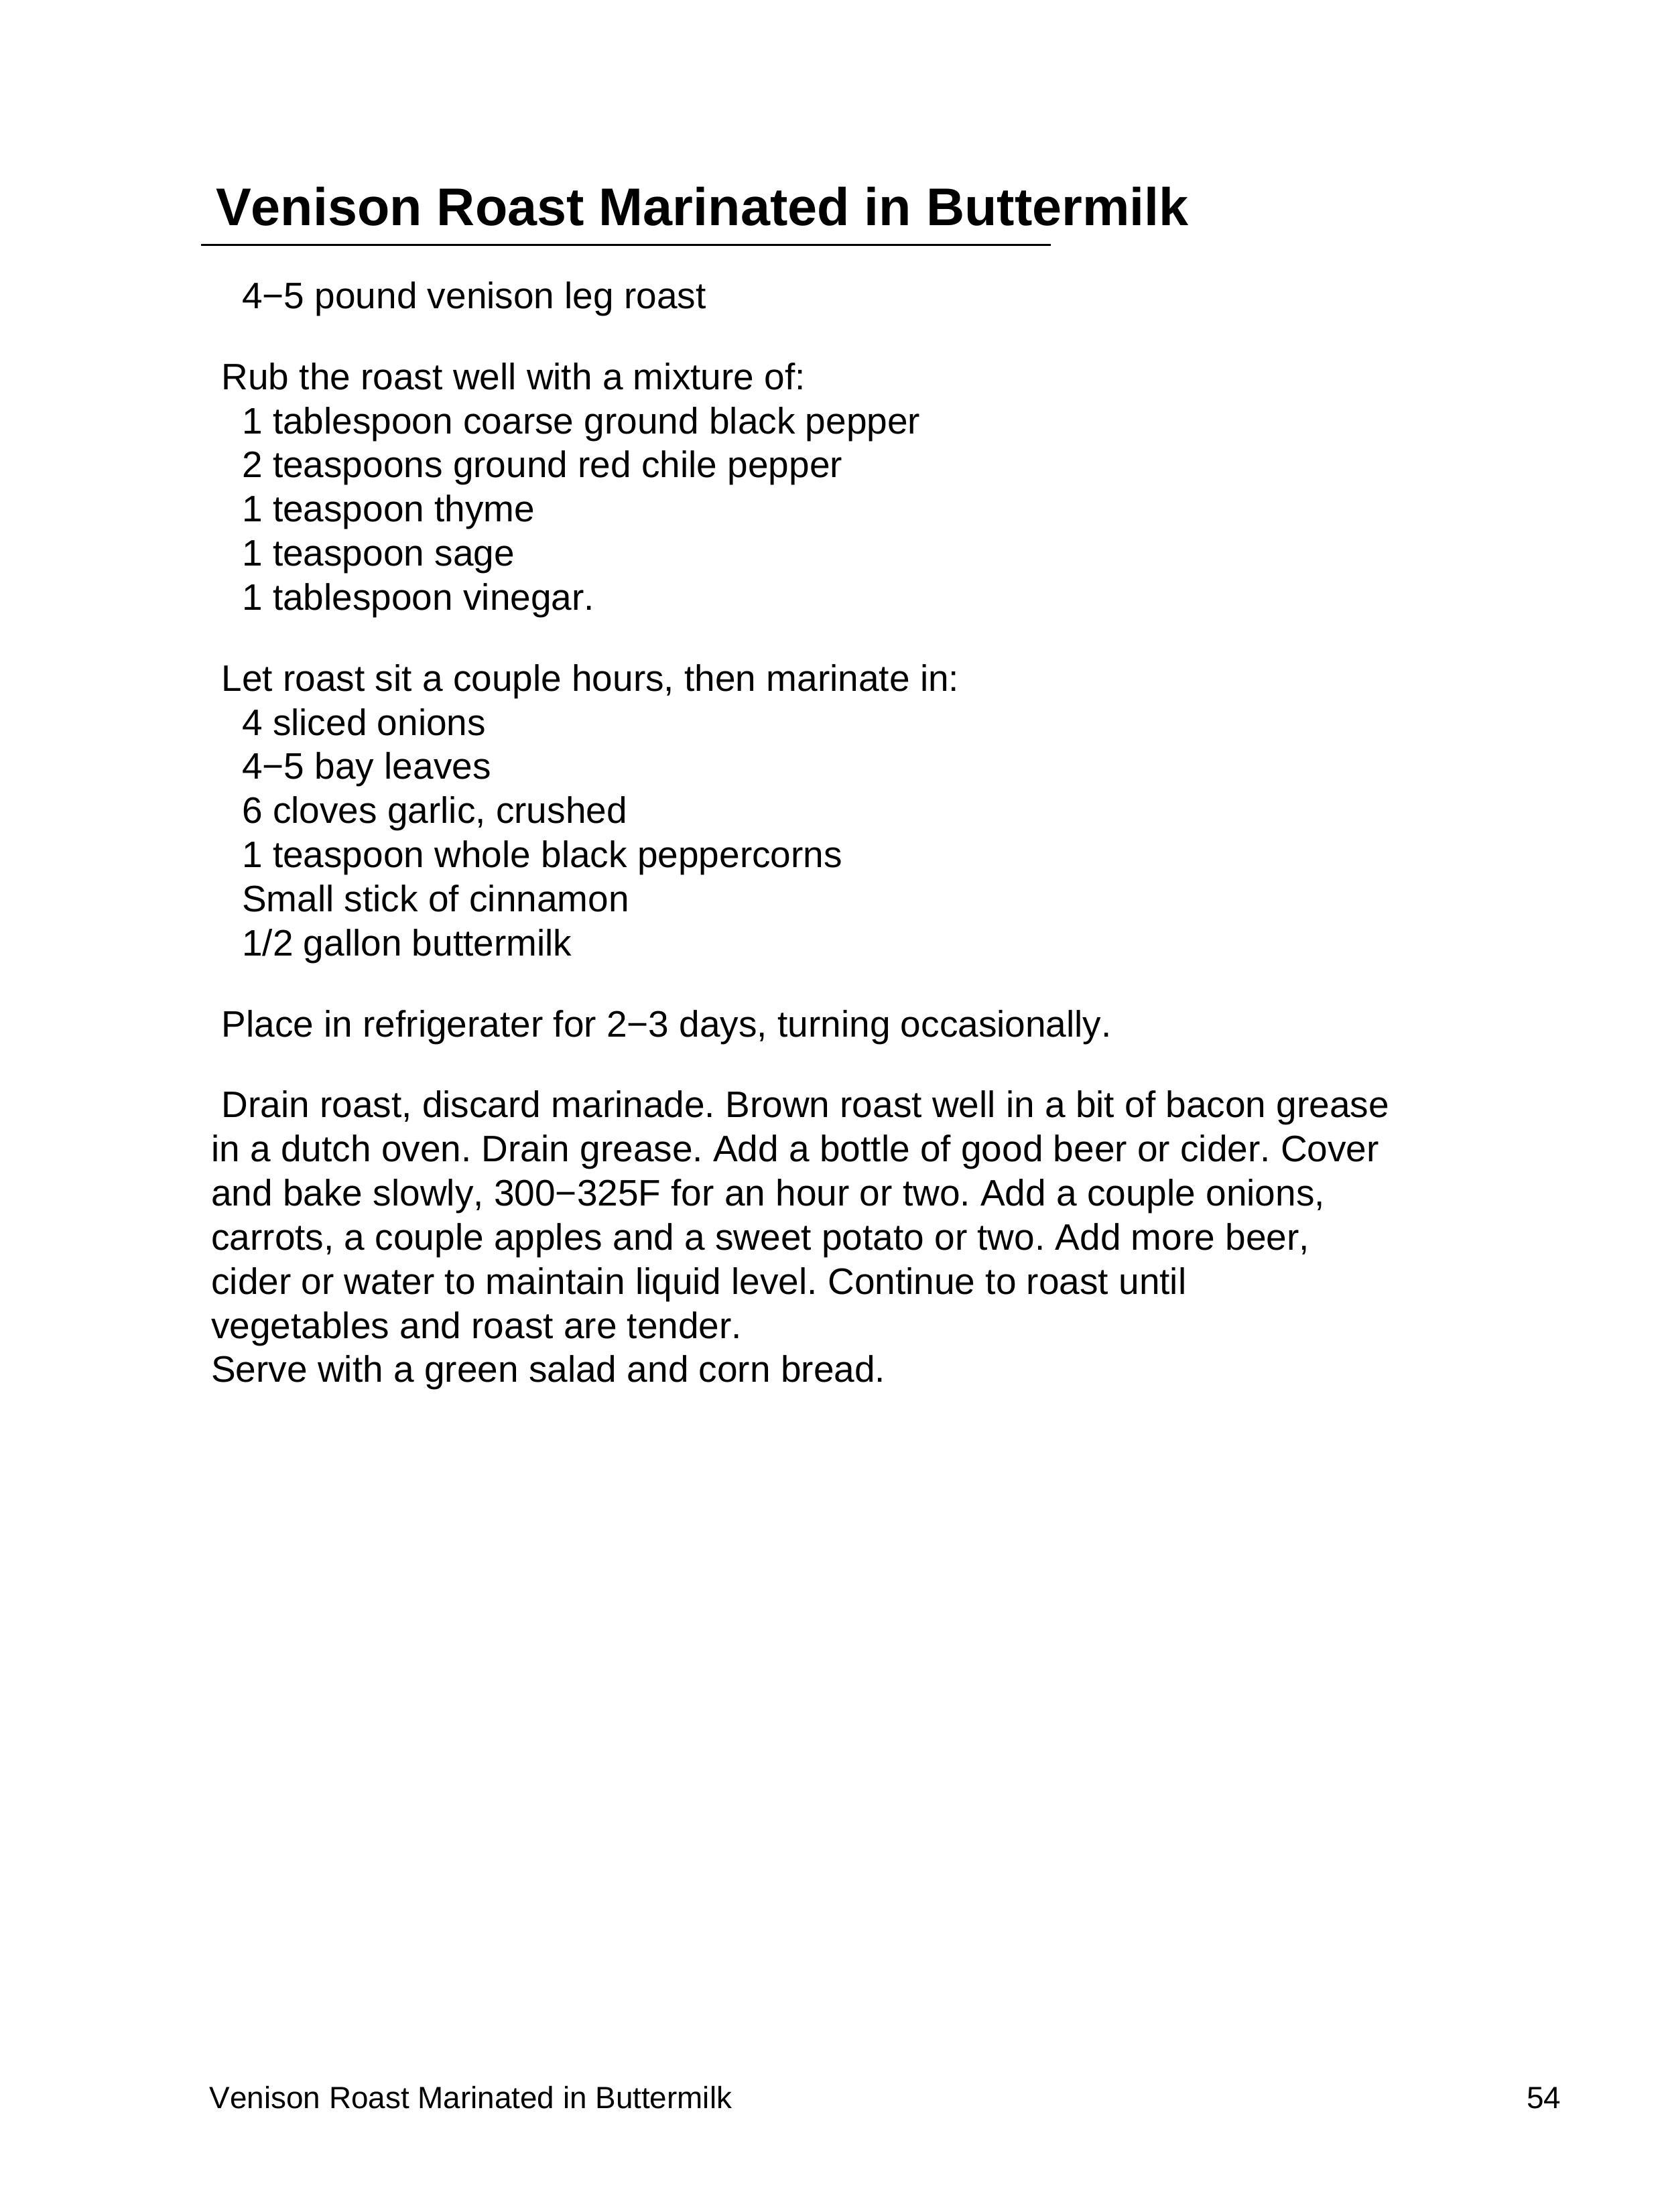 Venison Roast Marinated in Buttermilk
4−5 pound venison leg roast
Rub the roast well with a mixture of:
1 tablespoon coarse ground black pepper
2 teaspoons ground red chile pepper
1 teaspoon thyme
1 teaspoon sage
1 tablespoon vinegar.
Let roast sit a couple hours, then marinate in:
4 sliced onions
4−5 bay leaves
6 cloves garlic, crushed
1 teaspoon whole black peppercorns
Small stick of cinnamon
1/2 gallon buttermilk
Place in refrigerater for 2−3 days, turning occasionally.
Drain roast, discard marinade. Brown roast well in a bit of bacon grease
in a dutch oven. Drain grease. Add a bottle of good beer or cider. Cover
and bake slowly, 300−325F for an hour or two. Add a couple onions,
carrots, a couple apples and a sweet potato or two. Add more beer,
cider or water to maintain liquid level. Continue to roast until
vegetables and roast are tender.
Serve with a green salad and corn bread.
Venison Roast Marinated in Buttermilk 54